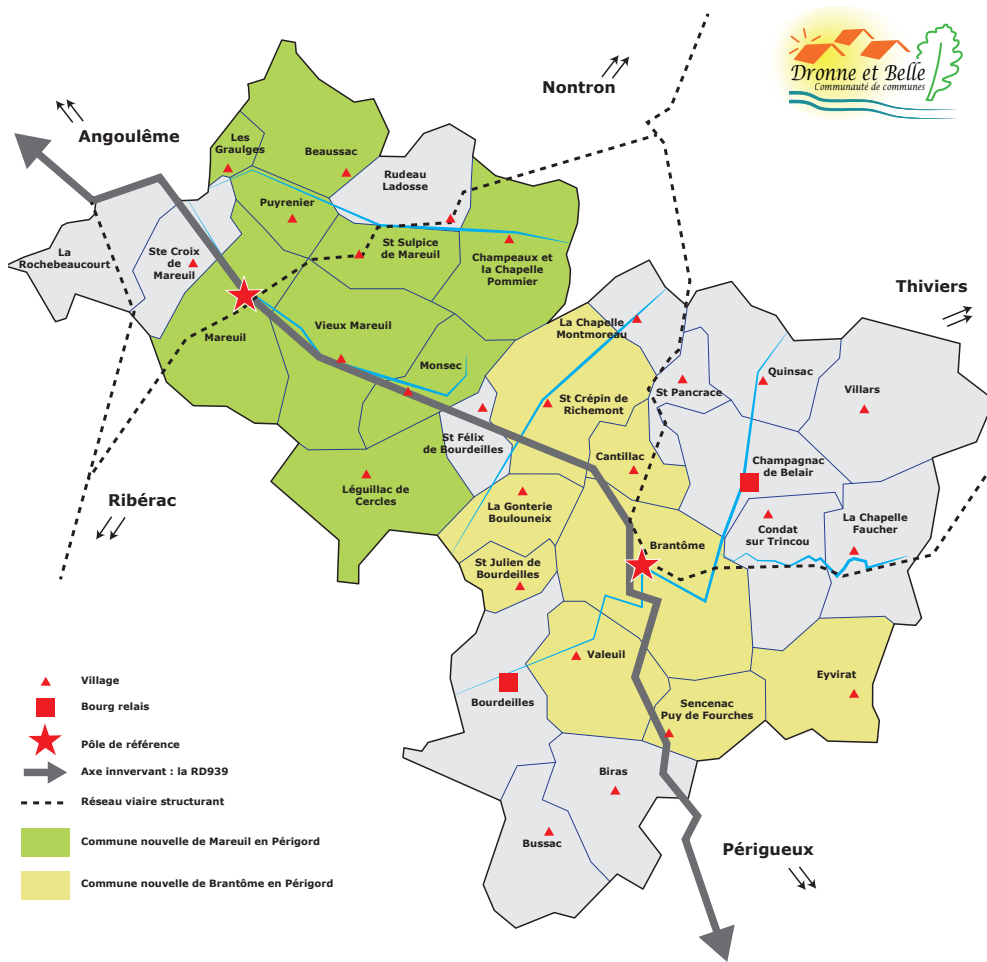 Dronne et Belle
Communauté de communes
Nontron
Angoulême
Les
Graulges
Beaussac
Rudeau
Ladosse
Puyrenier
La
Rochebeaucourt
Ste Croix
de
Mareuil
St Sulpice
de Mareuil
Champeaux et
la Chapelle
Pommier
Thiviers
Mareuil
Vieux Mareuil
La Chapelle
Montmoreau
Monsec
Quinsac
St Pancrace
Villars
St Crépin de
Richemont
St Félix
de Bourdeilles
Cantillac
Champagnac
de Belair
Ribérac
Léguillac de
Cercles
La Gonterie
Boulouneix
Condat
sur Trincou
La Chapelle
Faucher
Brantôme
St Julien de
Bourdeilles
Valeuil
Eyvirat
Bourdeilles
Sencenac
Puy de Fourches
Biras
Bussac
Périgueux
Village
Bourg relais
Pôle de référence
Axe innvervant : la RD939
Réseau viaire structurant
Commune nouvelle de Mareuil en Périgord
Commune nouvelle de Brantôme en Périgord